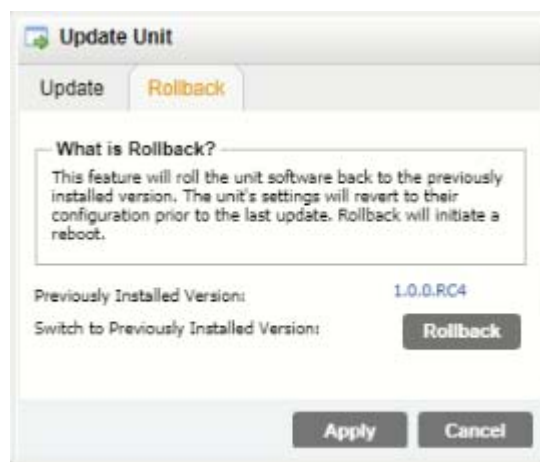 Update Unit
Update
Rollback
What is Rollback?
This feature will roll the unit software back to the previously
installed version. The unit's settings will revert to their
configuration prior to the last update. Rollback will initiate a
reboot.
Previously Installed Version: 1.0.0.RC4
Switch to Previously Installed Version: Rollback
Apply Cancel